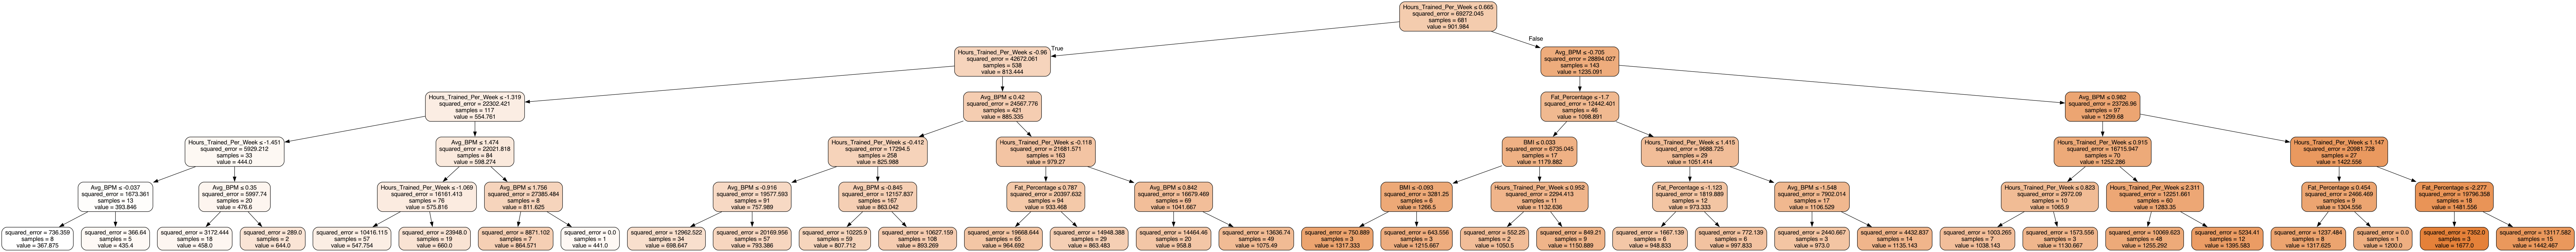 Hours_Trained_Per_Week ≤ 0.665
squared_error = 69272.045
samples = 681
value = 901.984
True
False
Hours_Trained_Per_Week ≤ -0.96
squared_error = 42672.061
samples = 538
value = 813.444
Avg_BPM ≤ -0.705
squared_error = 28894.027
samples = 143
value = 1235.091
Hours_Trained_Per_Week ≤ -1.319
squared_error = 22302.421
samples = 117
value = 554.761
Avg_BPM ≤ 0.42
squared_error = 24567.776
samples = 421
value = 885.335
Fat_Percentage ≤ -1.7
squared_error = 12442.401
samples = 46
value = 1098.891
Avg_BPM ≤ 0.982
squared_error = 23726.96
samples = 97
value = 1299.68
Hours_Trained_Per_Week ≤ -1.451
squared_error = 5929.212
samples = 33
value = 444.0
Avg_BPM ≤ 1.474
squared_error = 22021.818
samples = 84
value = 598.274
Hours_Trained_Per_Week ≤ -0.412
squared_error = 17294.5
samples = 258
value = 825.988
Hours_Trained_Per_Week ≤ -0.118
squared_error = 21681.571
samples = 163
value = 979.27
BMI ≤ 0.033
squared_error = 6735.045
samples = 17
value = 1179.882
Hours_Trained_Per_Week ≤ 1.415
squared_error = 9688.725
samples = 29
value = 1051.414
Hours_Trained_Per_Week ≤ 0.915
squared_error = 16715.947
samples = 70
value = 1252.286
Hours_Trained_Per_Week ≤ 1.147
squared_error = 20981.728
samples = 27
value = 1422.556
Avg_BPM ≤ -0.037
squared_error = 1673.361
samples = 13
value = 393.846
Avg_BPM ≤ 0.35
squared_error = 5997.74
samples = 20
value = 476.6
Hours_Trained_Per_Week ≤ -1.069
squared_error = 16161.413
samples = 76
value = 575.816
Avg_BPM ≤ 1.756
squared_error = 27385.484
samples = 8
value = 811.625
Avg_BPM ≤ -0.916
squared_error = 19577.593
samples = 91
value = 757.989
Avg_BPM ≤ -0.845
squared_error = 12157.837
samples = 167
value = 863.042
Fat_Percentage ≤ 0.787
squared_error = 20397.632
samples = 94
value = 933.468
Avg_BPM ≤ 0.842
squared_error = 16679.469
samples = 69
value = 1041.667
BMI ≤ -0.093
squared_error = 3281.25
samples = 6
value = 1266.5
Hours_Trained_Per_Week ≤ 0.952
squared_error = 2294.413
samples = 11
value = 1132.636
Fat_Percentage ≤ -1.123
squared_error = 1819.889
samples = 12
value = 973.333
Avg_BPM ≤ -1.548
squared_error = 7902.014
samples = 17
value = 1106.529
Hours_Trained_Per_Week ≤ 0.823
squared_error = 2972.09
samples = 10
value = 1065.9
Hours_Trained_Per_Week ≤ 2.311
squared_error = 12251.661
samples = 60
value = 1283.35
Fat_Percentage ≤ 0.454
squared_error = 2466.469
samples = 9
value = 1304.556
Fat_Percentage ≤ -2.277
squared_error = 19796.358
samples = 18
value = 1481.556
squared_error = 736.359
samples = 8
value = 367.875
squared_error = 366.64
samples = 5
value = 435.4
squared_error = 3172.444
samples = 18
value = 458.0
squared_error = 289.0
samples = 2
value = 644.0
squared_error = 10416.115
samples = 57
value = 547.754
squared_error = 23948.0
samples = 19
value = 660.0
squared_error = 8871.102
samples = 7
value = 864.571
squared_error = 0.0
samples = 1
value = 441.0
squared_error = 12962.522
samples = 34
value = 698.647
squared_error = 20169.956
samples = 57
value = 793.386
squared_error = 10225.9
samples = 59
value = 807.712
squared_error = 10627.159
samples = 108
value = 893.269
squared_error = 19668.644
samples = 65
value = 964.692
squared_error = 14948.388
samples = 29
value = 863.483
squared_error = 14464.46
samples = 20
value = 958.8
squared_error = 13636.74
samples = 49
value = 1075.49
squared_error = 750.889
samples = 3
value = 1317.333
squared_error = 643.556
samples = 3
value = 1215.667
squared_error = 552.25
samples = 2
value = 1050.5
squared_error = 849.21
samples = 9
value = 1150.889
squared_error = 1667.139
samples = 6
value = 948.833
squared_error = 772.139
samples = 6
value = 997.833
squared_error = 2440.667
samples = 3
value = 973.0
squared_error = 4432.837
samples = 14
value = 1135.143
squared_error = 1003.265
samples = 7
value = 1038.143
squared_error = 1573.556
samples = 3
value = 1130.667
squared_error = 10069.623
samples = 48
value = 1255.292
squared_error = 5234.41
samples = 12
value = 1395.583
squared_error = 1237.484
samples = 8
value = 1317.625
squared_error = 0.0
samples = 1
value = 1200.0
squared_error = 7352.0
samples = 3
value = 1677.0
squared_error = 13117.582
samples = 15
value = 1442.467